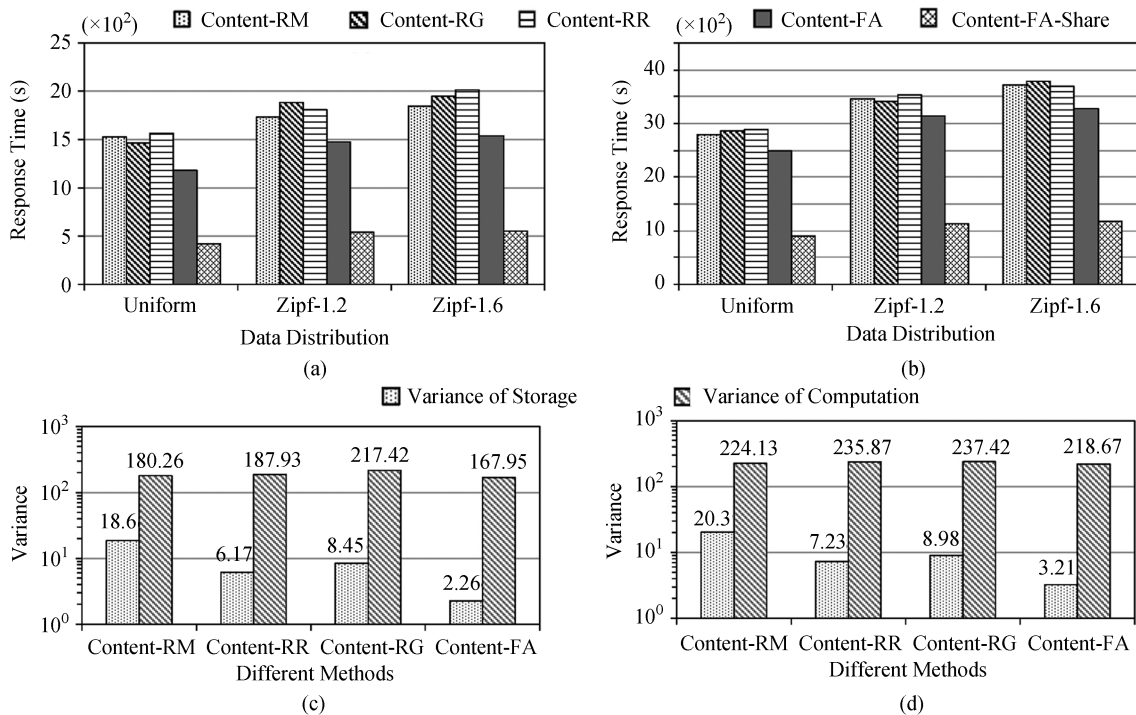 (×10²) Content-RM Content-RG Content-RR Content-FA Content-FA-Share
(×10²)
Response Time (s)
25
20
15
10
5
0
Uniform Zipf-1.2 Zipf-1.6
Data Distribution
(a)
Response Time (s)
40
30
20
10
0
Uniform Zipf-1.2 Zipf-1.6
Data Distribution
(b)
Variance of Storage Variance of Computation
Variance
10³
10²
10¹
10⁰
180.26 187.93 217.42 167.95
18.6 6.17 8.45 2.26
Content-RM Content-RR Content-RG Content-FA
Different Methods
(c)
Variance
10³
10²
10¹
10⁰
224.13 235.87 237.42 218.67
20.3 7.23 8.98 3.21
Content-RM Content-RR Content-RG Content-FA
Different Methods
(d)